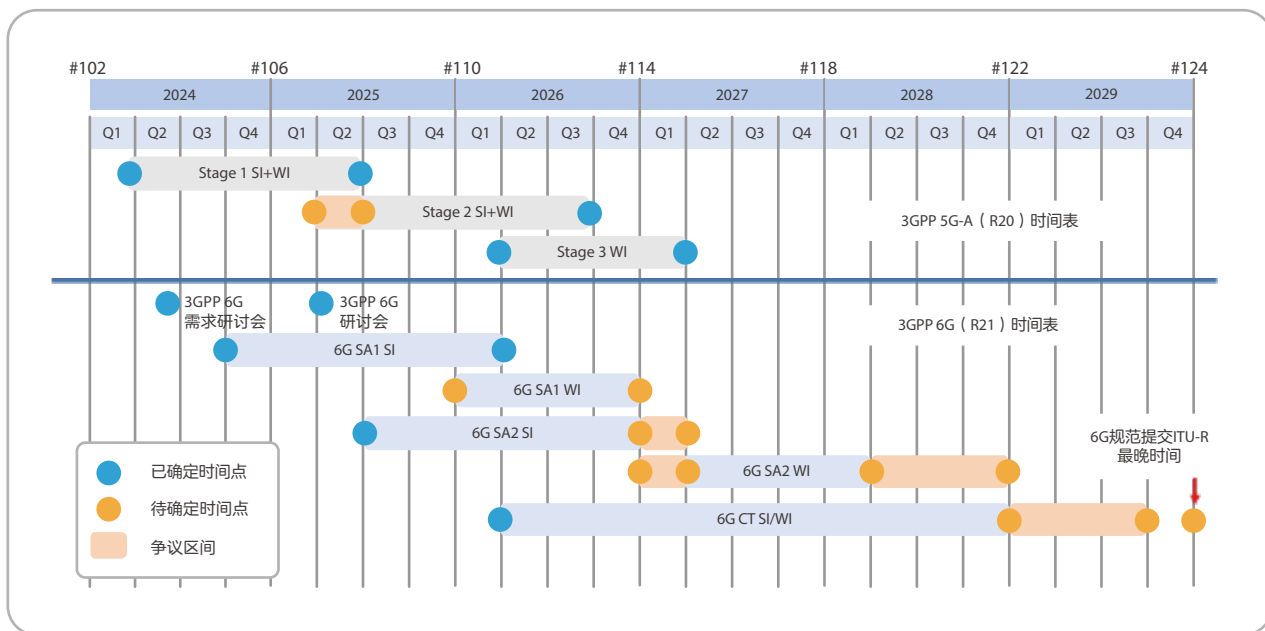 #102 #106 #110 #114 #118 #122 #124
2024 2025 2026 2027 2028 2029
Q1 Q2 Q3 Q4 Q1 Q2 Q3 Q4 Q1 Q2 Q3 Q4 Q1 Q2 Q3 Q4 Q1 Q2 Q3 Q4 Q1 Q2 Q3 Q4
Stage 1 SI+WI
Stage 2 SI+WI
3GPP 5G-A（R20）时间表
Stage 3 WI
3GPP 6G
需求研讨会
3GPP 6G
研讨会
3GPP 6G（R21）时间表
6G SA1 SI
6G SA1 WI
6G SA2 SI
6G规范提交ITU-R
最晚时间
6G SA2 WI
6G CT SI/WI
已确定时间点
待确定时间点
争议区间